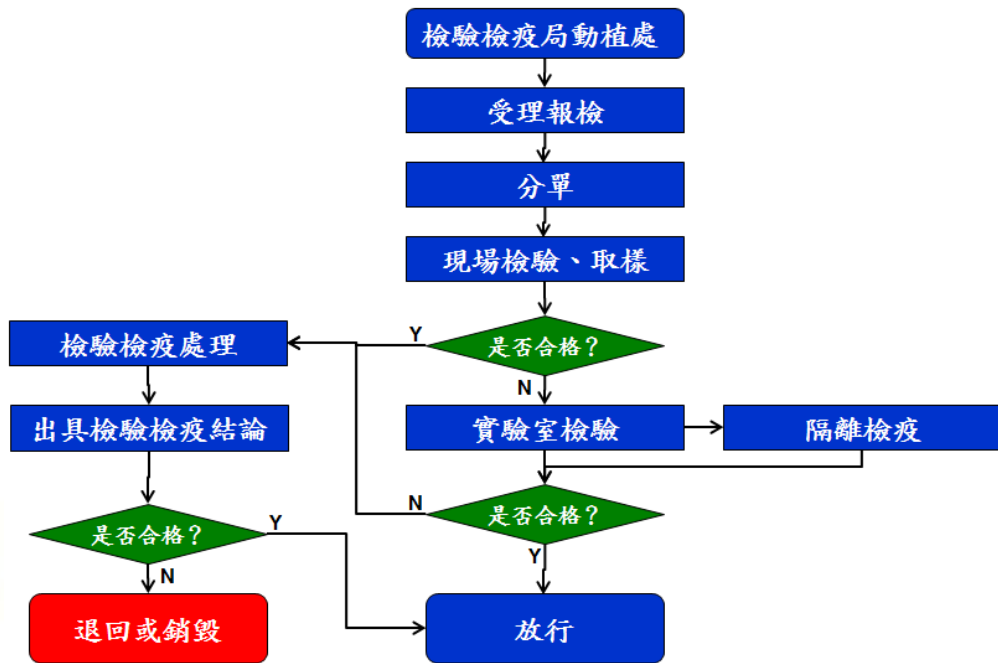 檢驗檢疫局動植處
受理報檢
分單
現場檢驗、取樣
是否合格？
Y
N
檢驗檢疫處理
出具檢驗檢疫結論
實驗室檢驗
隔離檢疫
是否合格？
N
Y
是否合格？
Y
N
退回或銷毀
放行